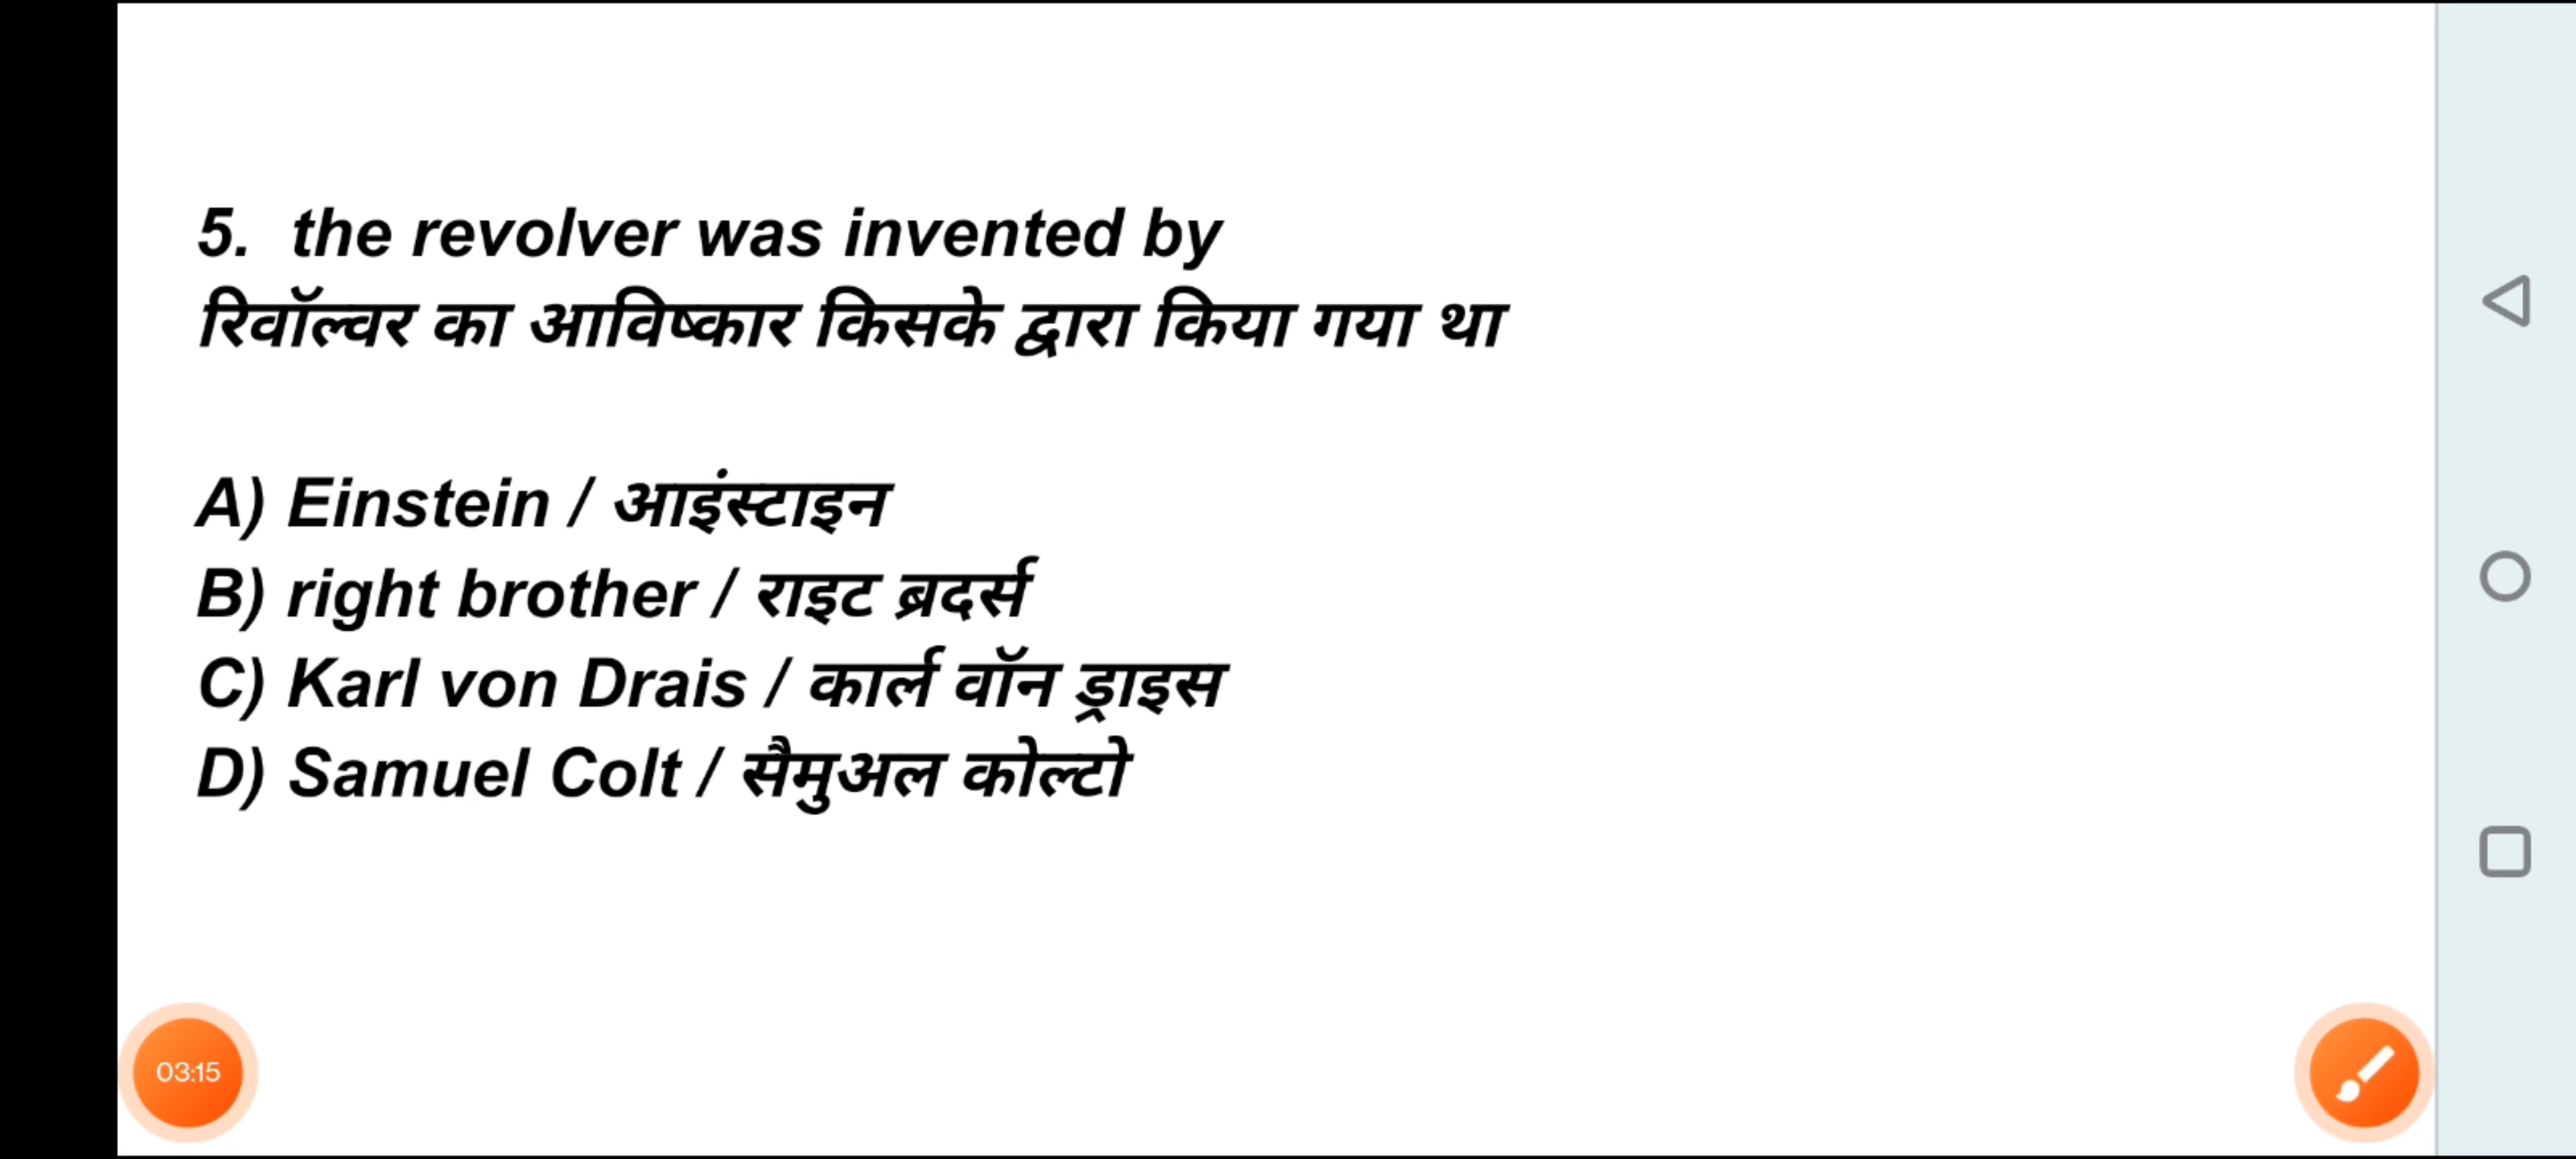 5. the revolver was invented by
रिवॉल्वर का आविष्कार किसके द्वारा किया गया था
A) Einstein / आइंस्टाइन
B) right brother / राइट ब्रदर्स
C) Karl von Drais / कार्ल वॉन ड्राइस
D) Samuel Colt / सैमुअल कोल्टो
03:15